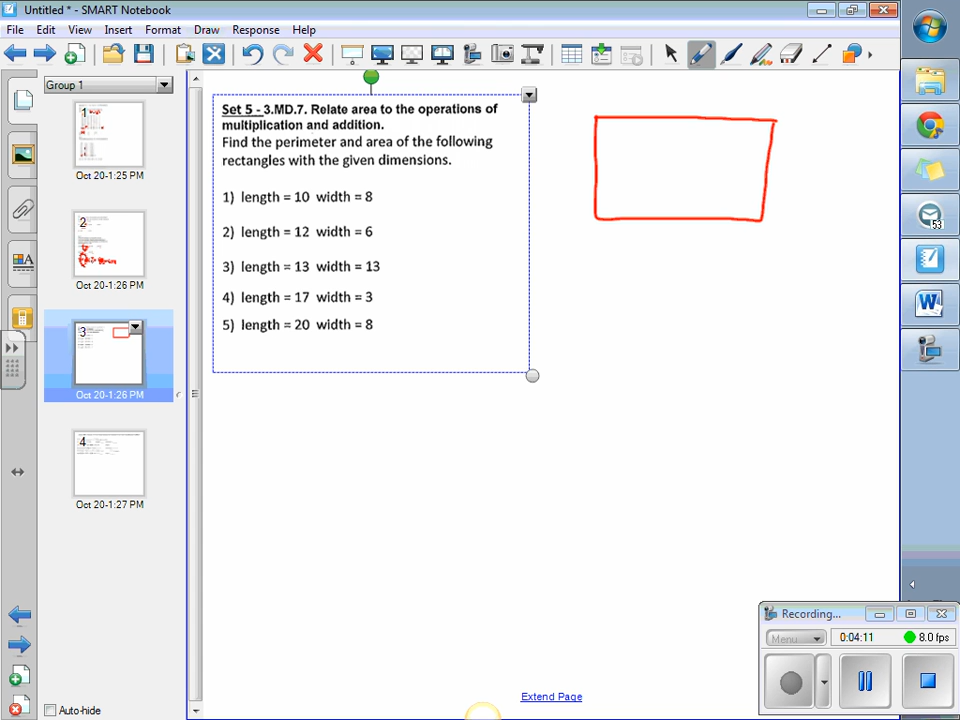 Untitled * - SMART Notebook
File Edit View Insert Format Draw Response Help
Group 1
1
Oct 20-1:25 PM
2
Oct 20-1:26 PM
3
Oct 20-1:26 PM
4
Oct 20-1:27 PM
Auto-hide
Set 5 - 3.MD.7. Relate area to the operations of
multiplication and addition.
Find the perimeter and area of the following
rectangles with the given dimensions.
1) length = 10 width = 8
2) length = 12 width = 6
3) length = 13 width = 13
4) length = 17 width = 3
5) length = 20 width = 8
Extend Page
53
Recording...
Menu
0:04:11
8.0 fps